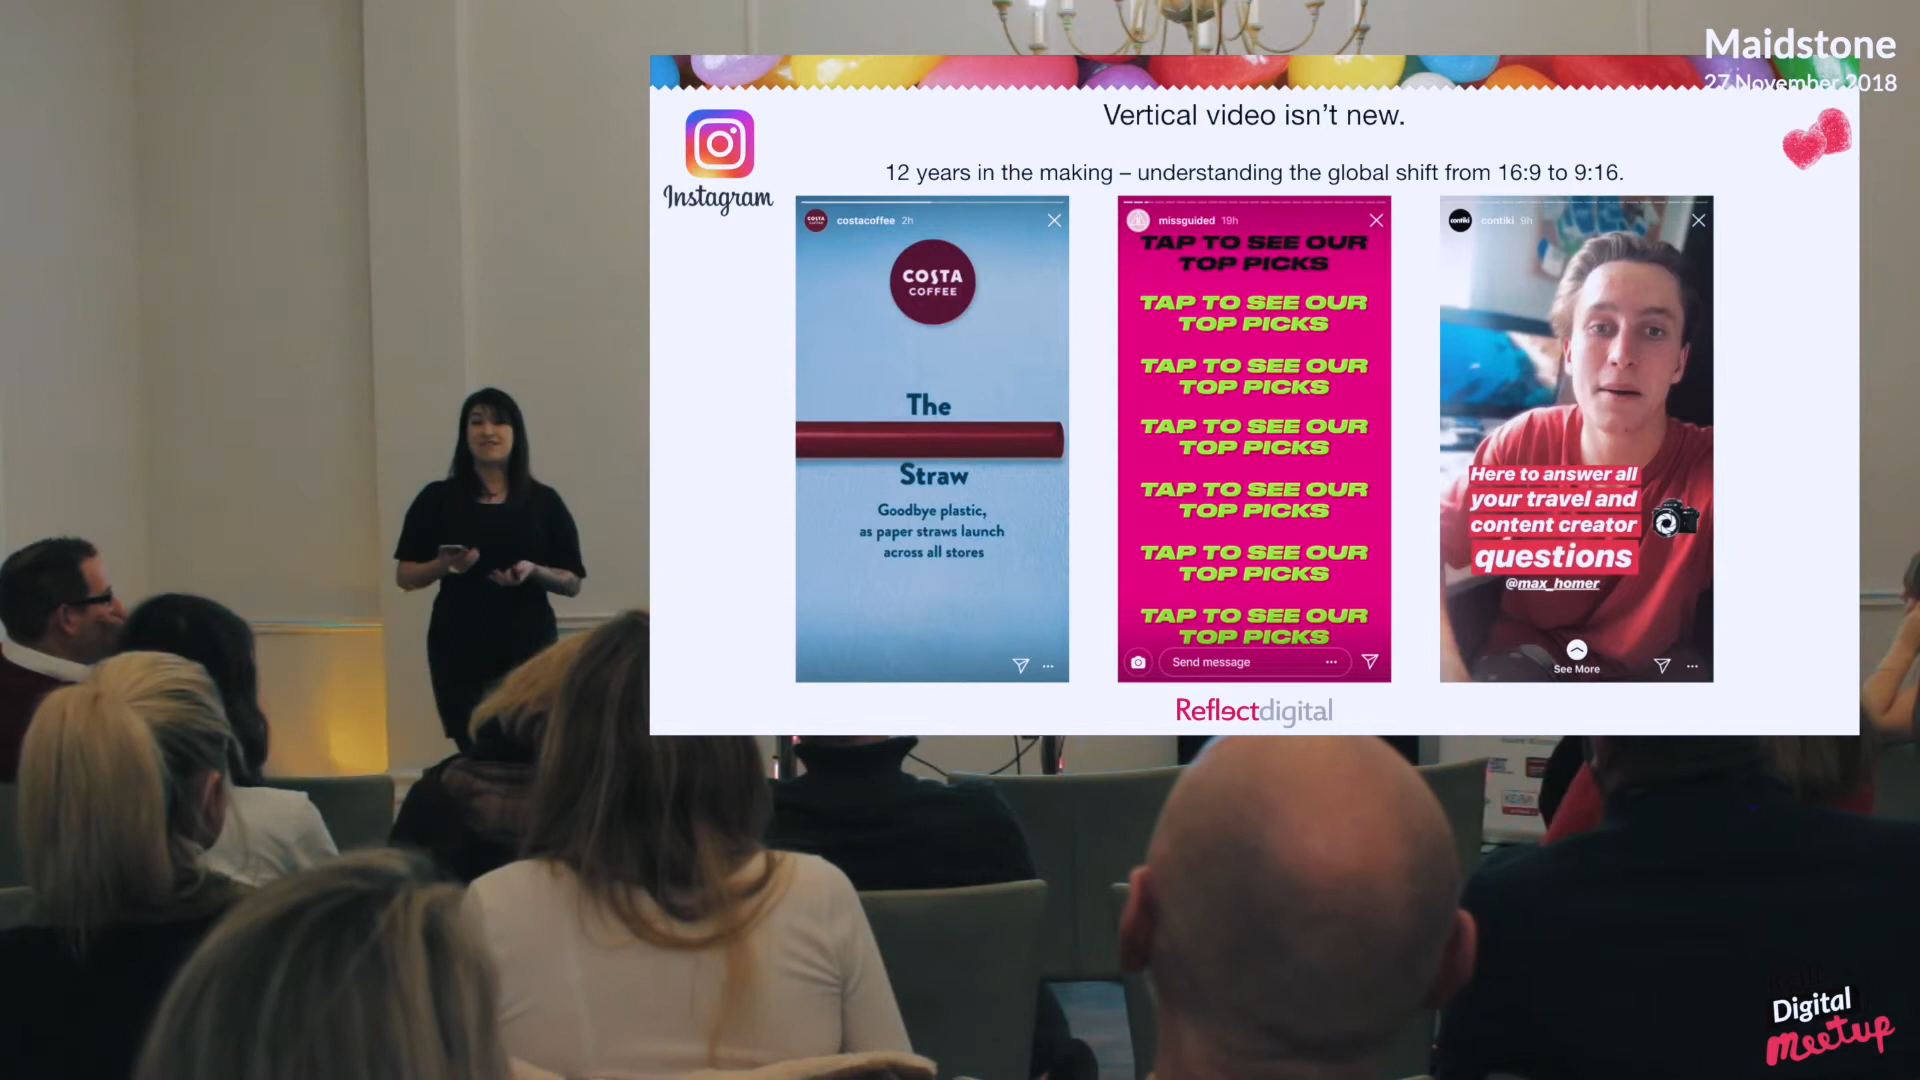 Maidstone
27 November 2018
Vertical video isn't new.
12 years in the making – understanding the global shift from 16:9 to 9:16.
Instagram
COSTA
costacoffee 2h
COSTA
COFFEE
The
Straw
Goodbye plastic,
as paper straws launch
across all stores
missguided 19h
TAP TO SEE OUR
TOP PICKS
TAP TO SEE OUR
TOP PICKS
TAP TO SEE OUR
TOP PICKS
TAP TO SEE OUR
TOP PICKS
TAP TO SEE OUR
TOP PICKS
TAP TO SEE OUR
TOP PICKS
TAP TO SEE OUR
TOP PICKS
Send message
contiki
contiki 9h
Here to answer all
your travel and
content creator
questions
@max_homer
See More
Reflectdigital
Digital
Meetup